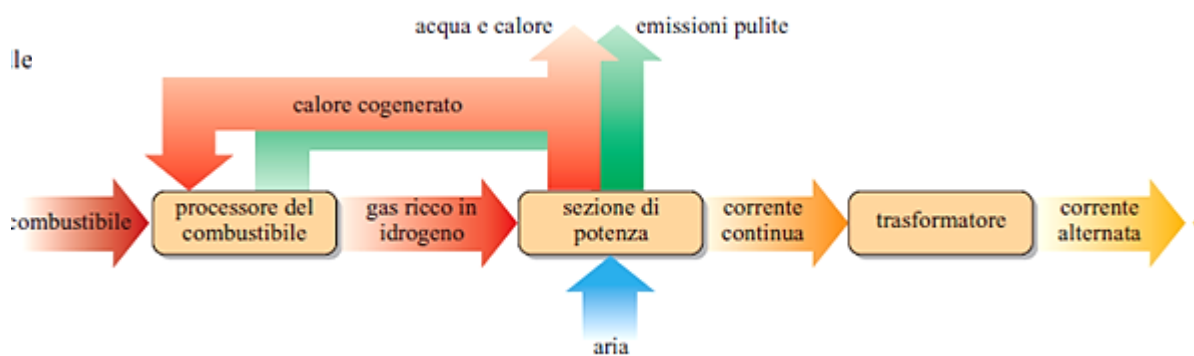 acqua e calore
emissioni pulite
lle
calore cogenerato
combustibile
processore del
combustibile
gas ricco in
idrogeno
sezione di
potenza
corrente
continua
trasformatore
corrente
alternata
aria